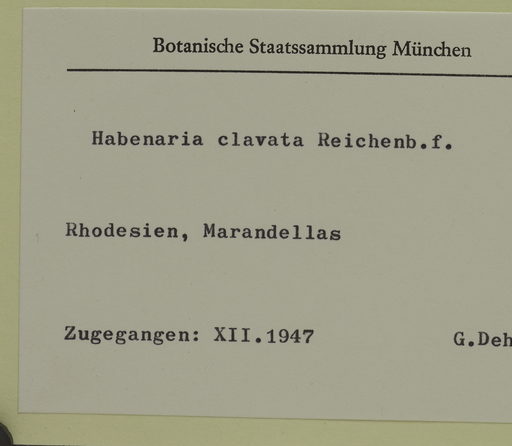 Botanische Staatssammlung München
Habenaria clavata Reichenb.f.
Rhodesien, Marandellas
Zugegangen: XII.1947 G.Deh